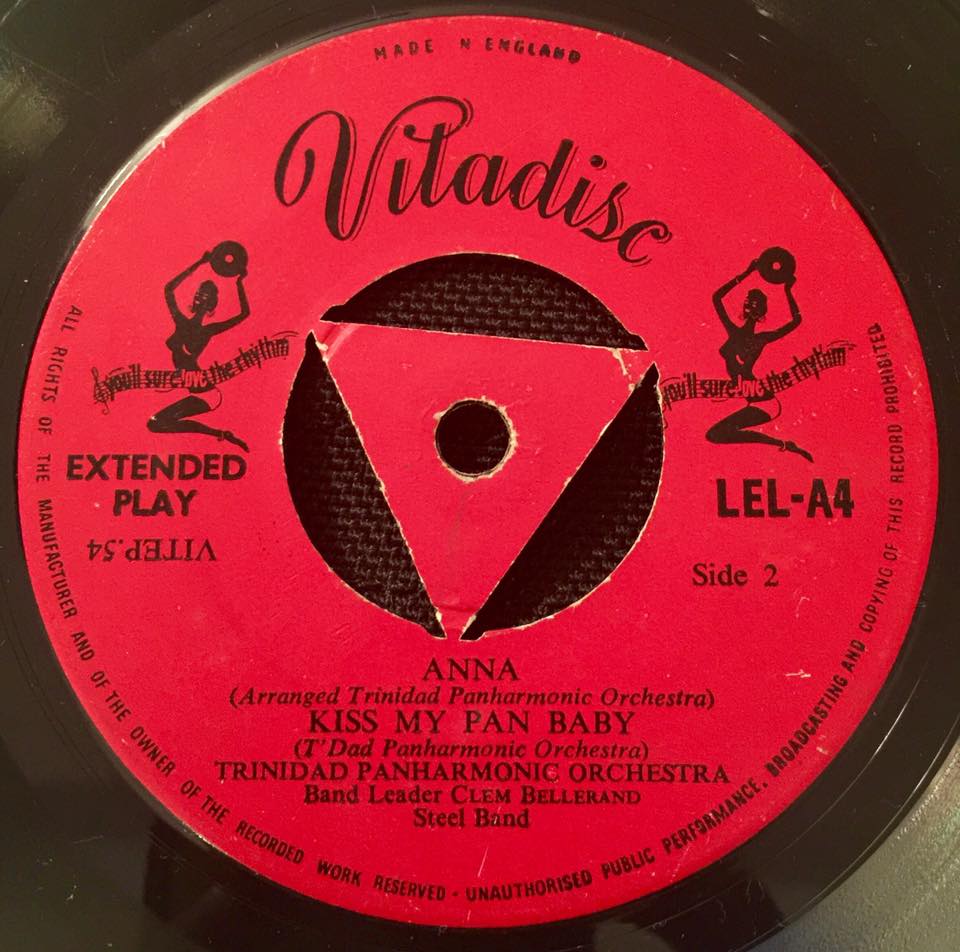 MADE N ENGLAND
Vitadisc
you'll sure love the rhythm
you'll sure love the rhythm
EXTENDED
PLAY
VITEP.54
LEL-A4
Side 2
ANNA
(Arranged Trinidad Panharmonic Orchestra)
KISS MY PAN BABY
(T'Dad Panharmonic Orchestra)
TRINIDAD PANHARMONIC ORCHESTRA
Band Leader CLEM BELLERAND
Steel Band
ALL RIGHTS OF THE MANUFACTURER AND OF THE OWNER OF THE RECORDED WORK RESERVED - UNAUTHORISED PUBLIC PERFORMANCE, BROADCASTING AND COPYING OF THIS RECORD PROHIBITED